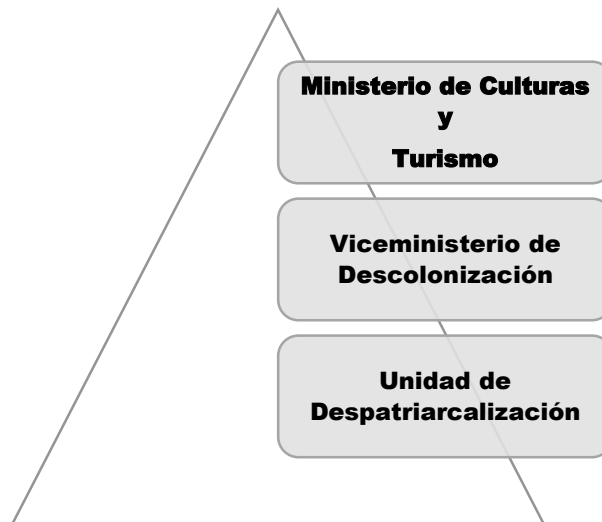 Ministerio de Culturas
y
Turismo
Viceministerio de
Descolonización
Unidad de
Despatriarcalización